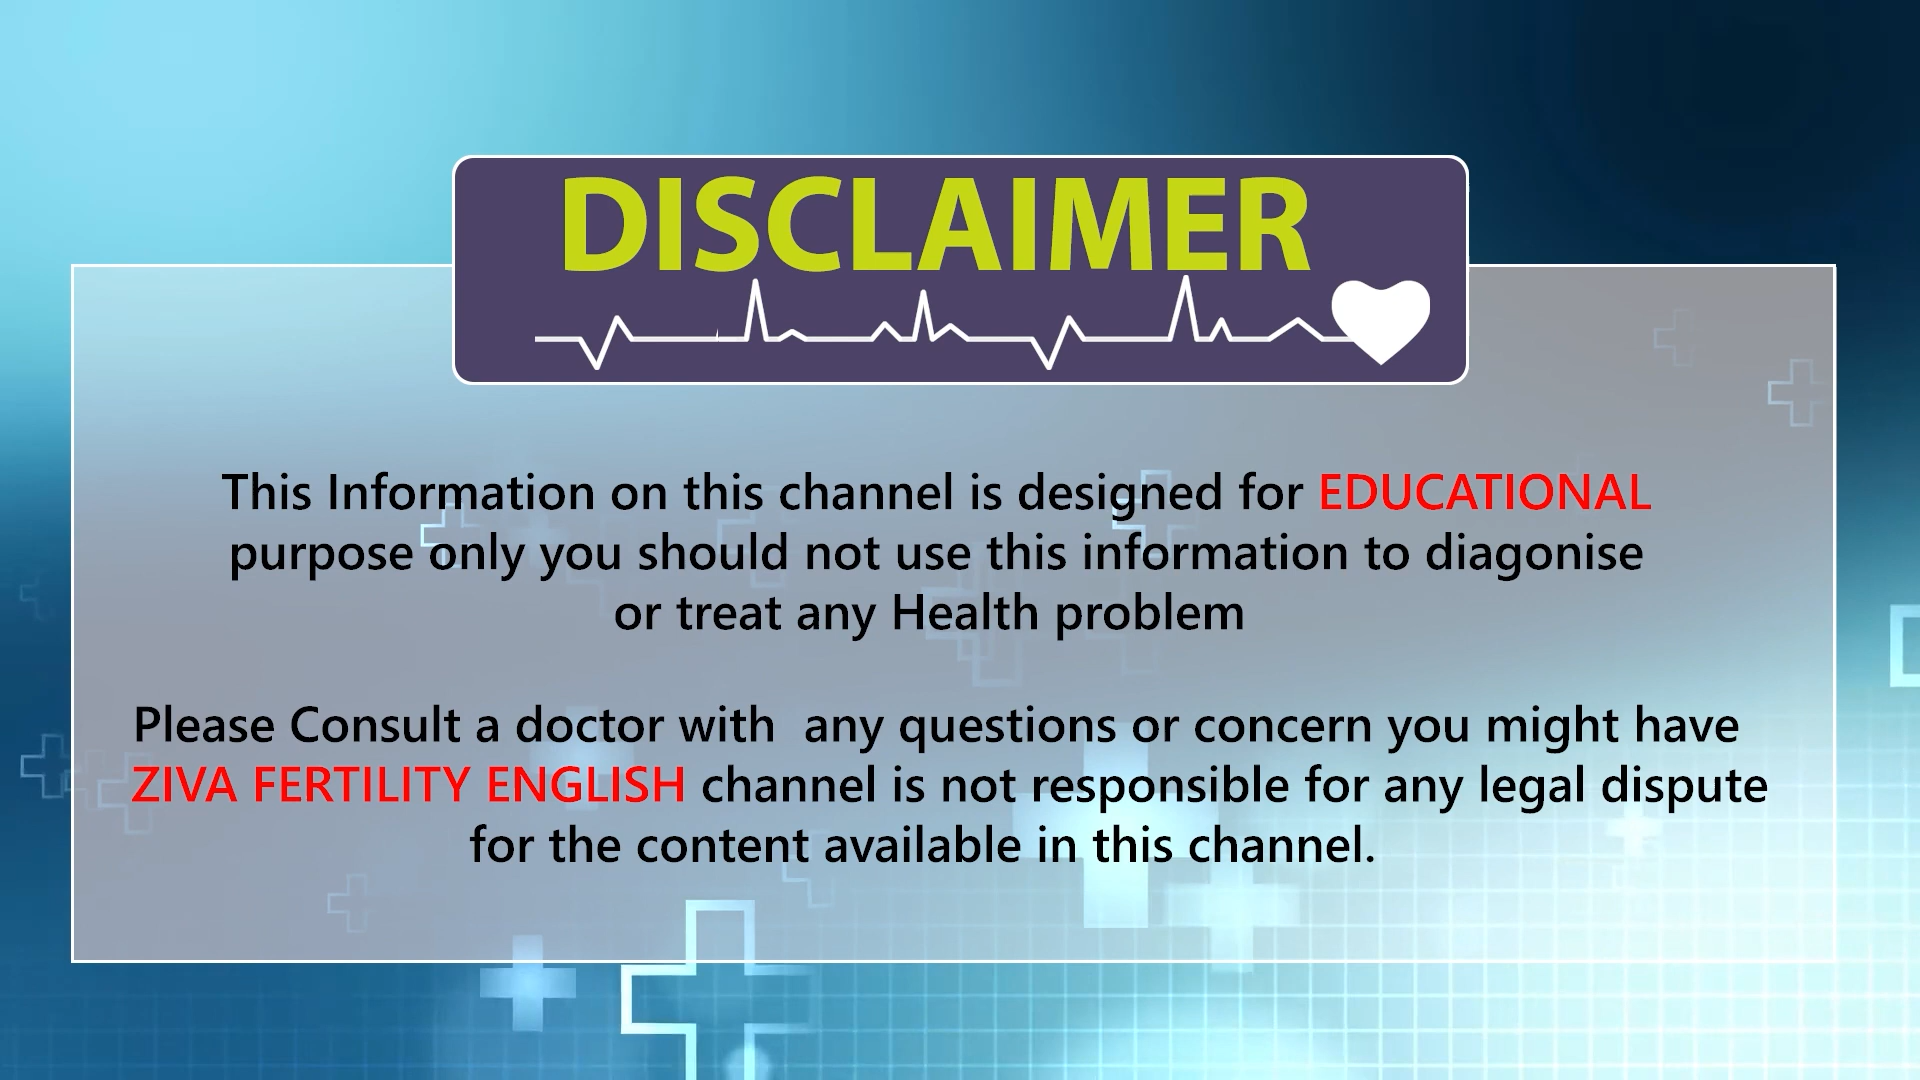 DISCLAIMER
This Information on this channel is designed for EDUCATIONAL
purpose only you should not use this information to diagonise
or treat any Health problem
Please Consult a doctor with  any questions or concern you might have
ZIVA FERTILITY ENGLISH channel is not responsible for any legal dispute
for the content available in this channel.